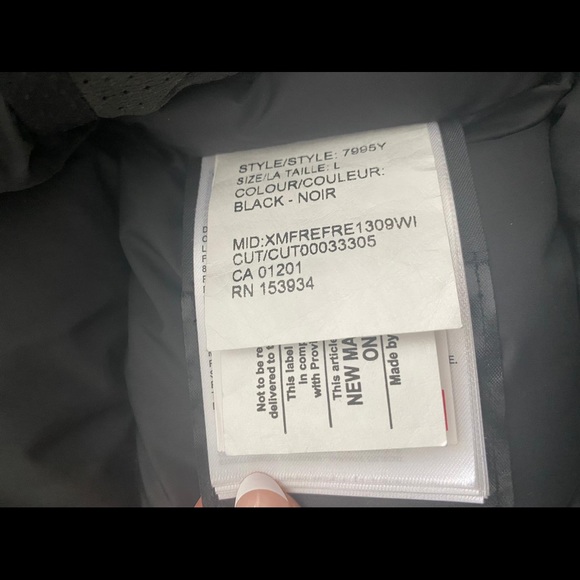 STYLE/STYLE: 7995Y
SIZE/LA TAILLE: L
COLOUR/COULEUR:
BLACK - NOIR
MID:XMFREFRE1309WI
CUT/CUT00033305
CA 01201
RN 153934
Not to be re
delivered to t
This label
In comp
with Provi
This article
NEW MA
ON
Made by